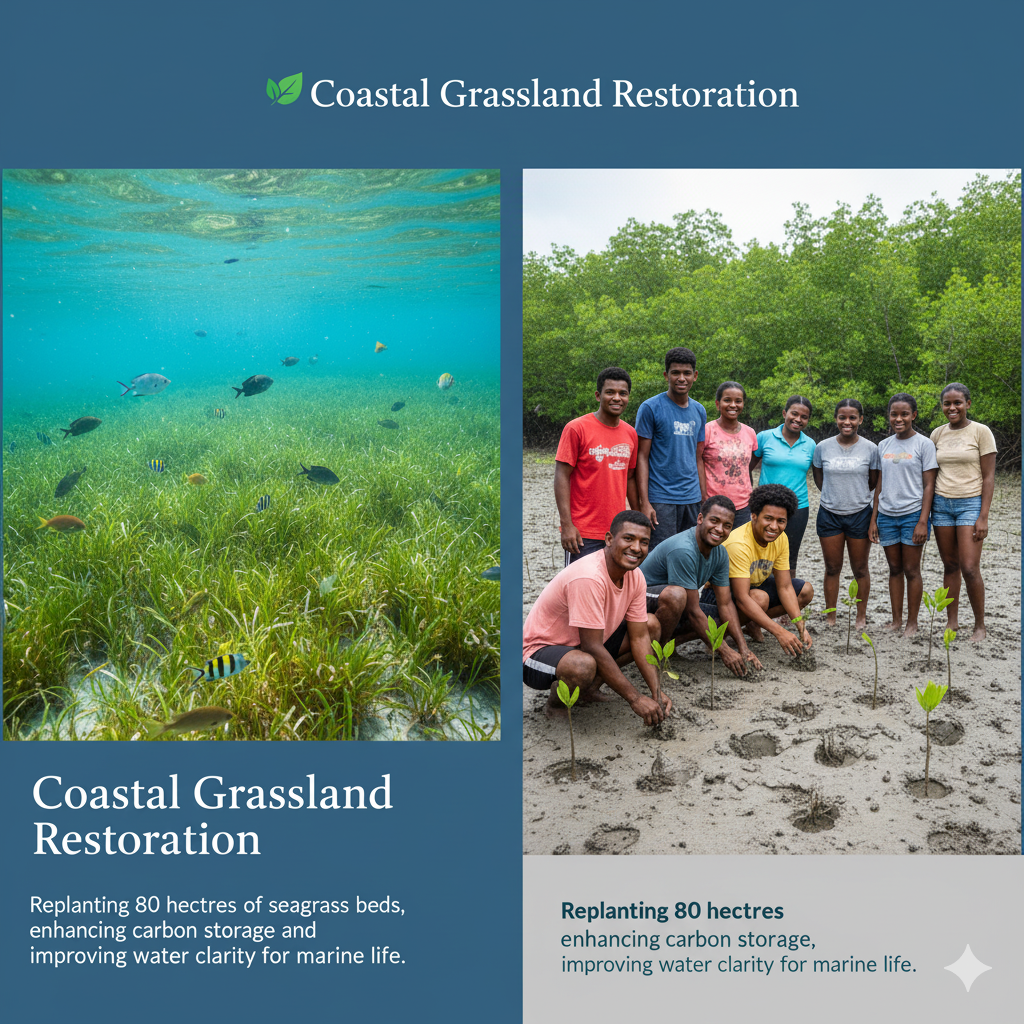 Coastal Grassland Restoration
Coastal Grassland
Restoration
Replanting 80 hectres of seagrass beds,
enhancing carbon storage and
improving water clarity for marine life.
Replanting 80 hectres
enhancing carbon storage,
improving water clarity for marine life.